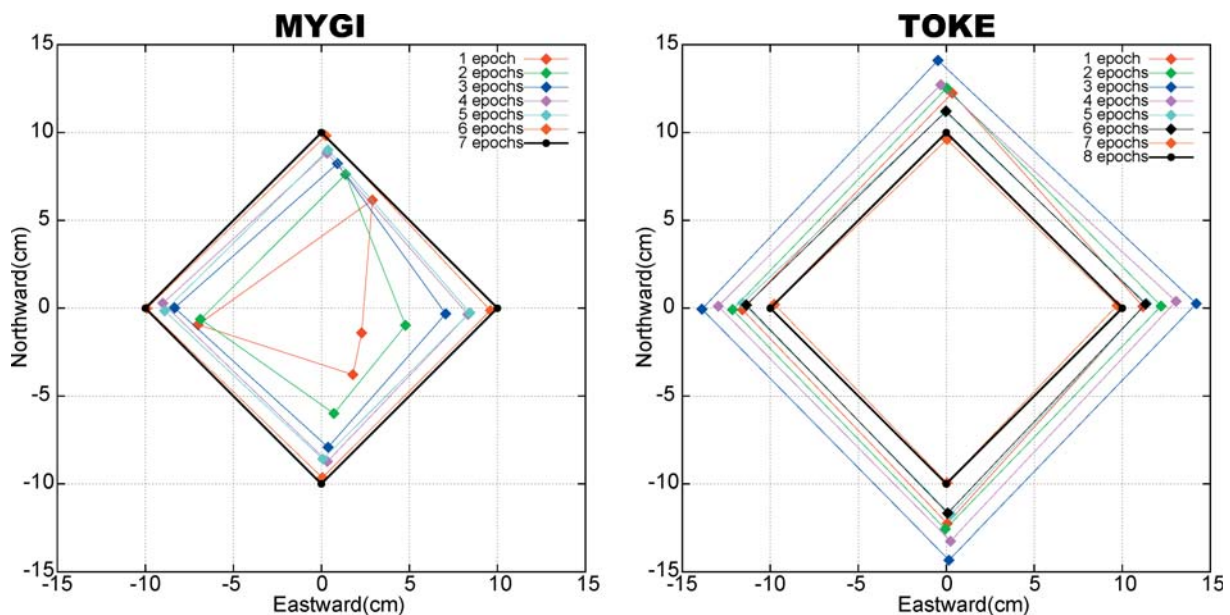 MYGI
15
10
5
0
-5
-10
-15
-15
-10
-5
0
5
10
15
Northward(cm)
Eastward(cm)
1 epoch
2 epochs
3 epochs
4 epochs
5 epochs
6 epochs
7 epochs
TOKE
15
10
5
0
-5
-10
-15
-15
-10
-5
0
5
10
15
Northward(cm)
Eastward(cm)
1 epoch
2 epochs
3 epochs
4 epochs
5 epochs
6 epochs
7 epochs
8 epochs